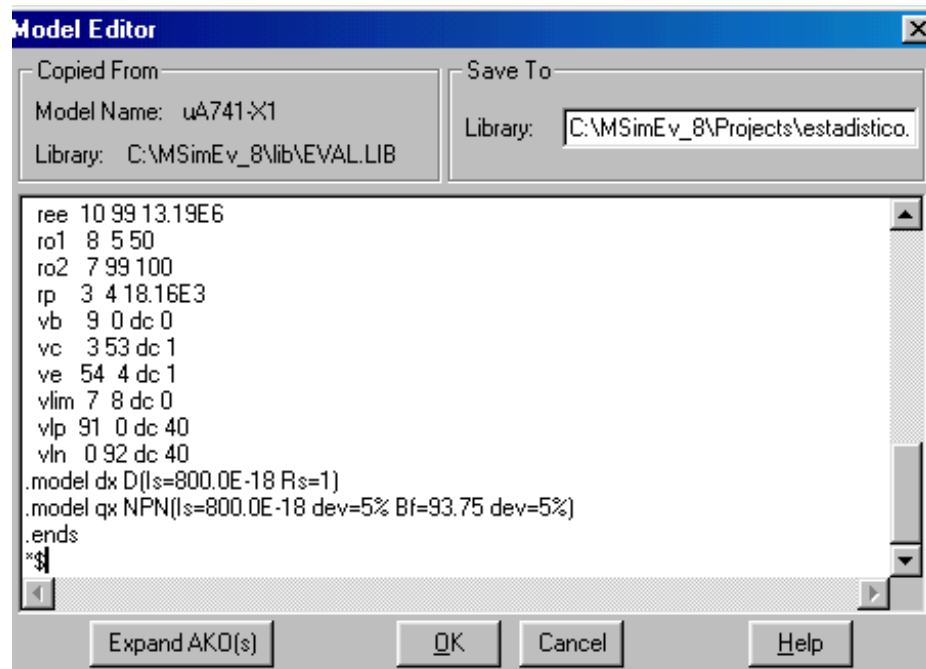 Model Editor
Copied From
Model Name: uA741-X1
Library: C:\MSimEv_8\lib\EVAL.LIB
Save To
Library: C:\MSimEv_8\Projects\estadistico.
ree 10 99 13.19E6
ro1 8 5 50
ro2 7 99 100
rp 3 4 18.16E3
vb 9 0 dc 0
vc 3 53 dc 1
ve 54 4 dc 1
vlim 7 8 dc 0
vlp 91 0 dc 40
vln 0 92 dc 40
.model dx D(Is=800.0E-18 Rs=1)
.model qx NPN(Is=800.0E-18 dev=5% Bf=93.75 dev=5%)
.ends
*$
Expand AKO(s) OK Cancel Help